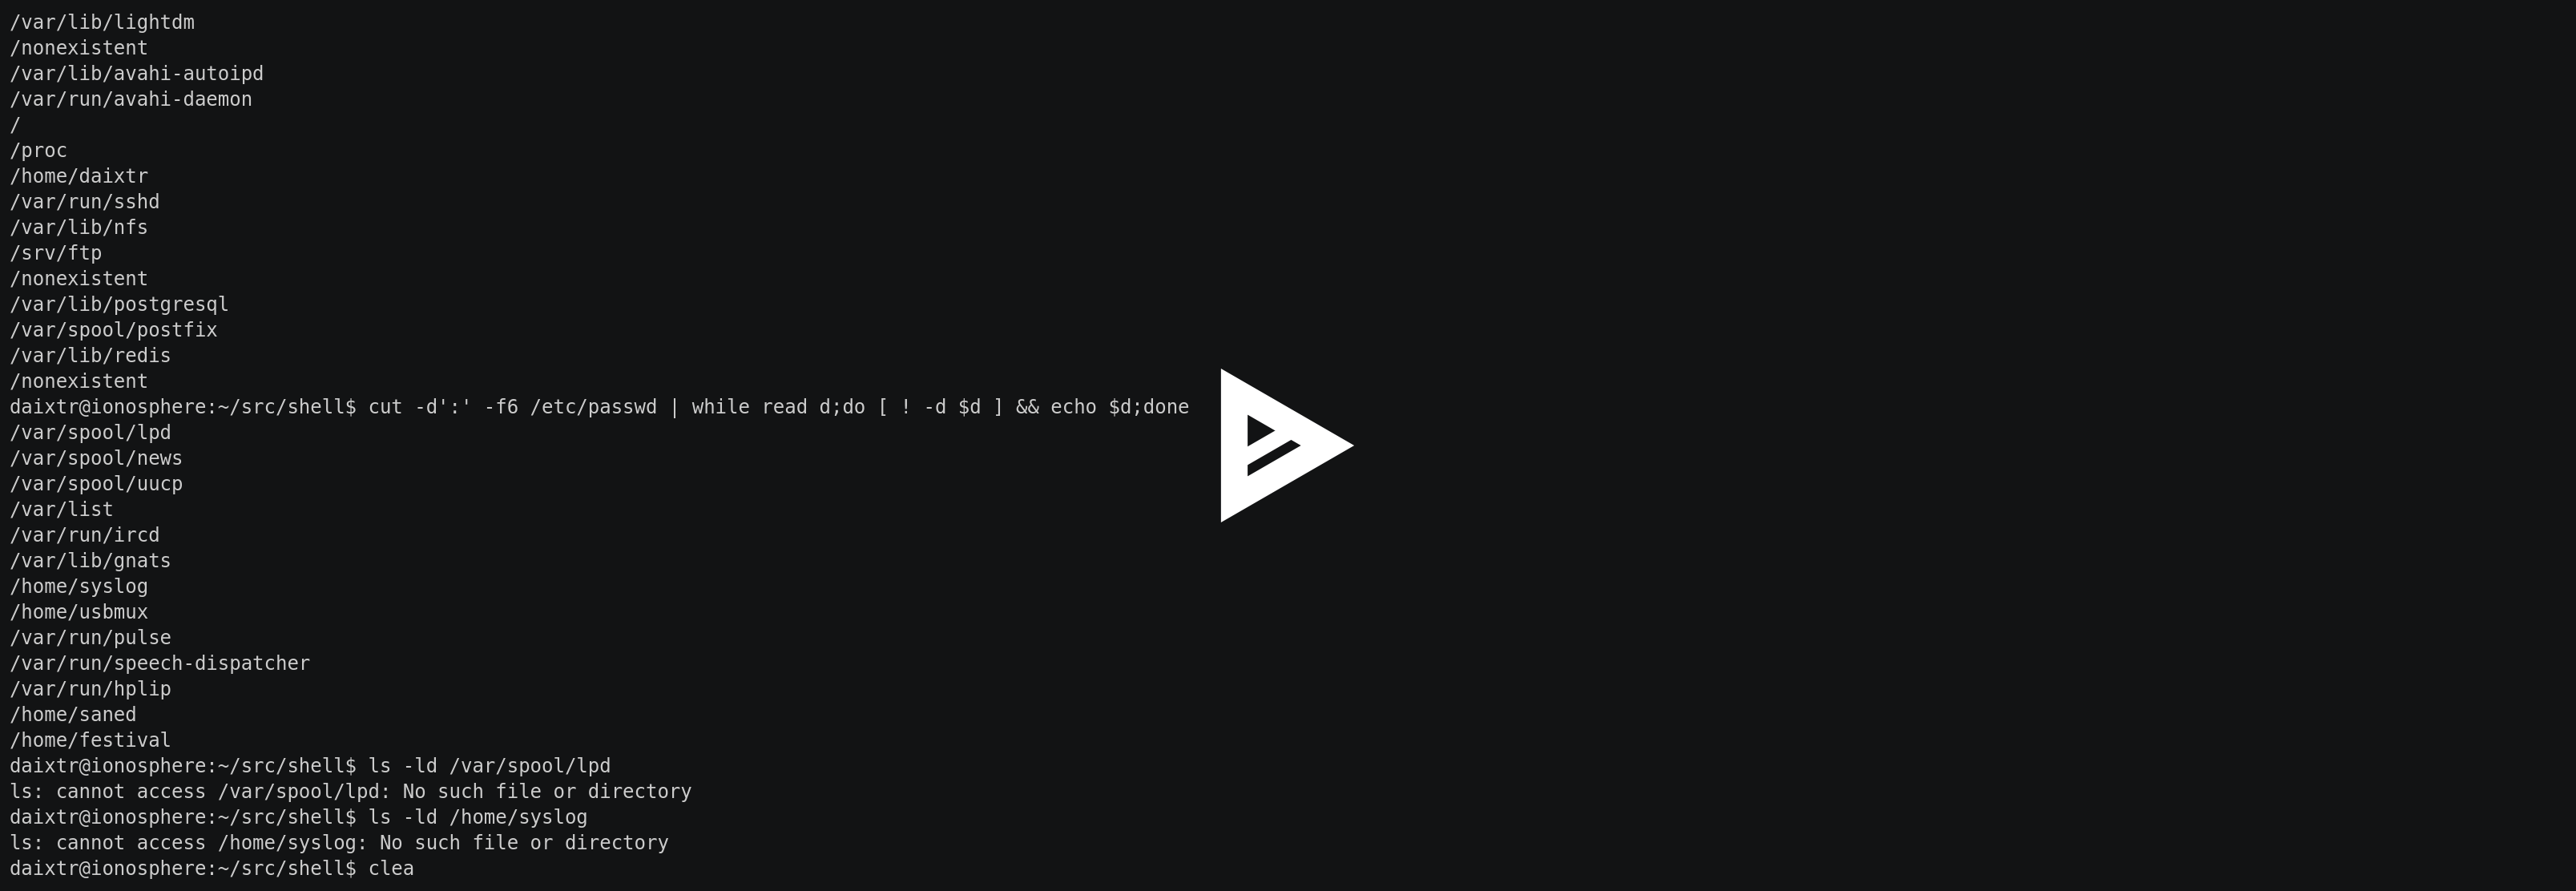 /var/lib/lightdm
/nonexistent
/var/lib/avahi-autoipd
/var/run/avahi-daemon
/
/proc
/home/daixtr
/var/run/sshd
/var/lib/nfs
/srv/ftp
/nonexistent
/var/lib/postgresql
/var/spool/postfix
/var/lib/redis
/nonexistent
daixtr@ionosphere:~/src/shell$ cut -d':' -f6 /etc/passwd | while read d;do [ ! -d $d ] && echo $d;done
/var/spool/lpd
/var/spool/news
/var/spool/uucp
/var/list
/var/run/ircd
/var/lib/gnats
/home/syslog
/home/usbmux
/var/run/pulse
/var/run/speech-dispatcher
/var/run/hplip
/home/saned
/home/festival
daixtr@ionosphere:~/src/shell$ ls -ld /var/spool/lpd
ls: cannot access /var/spool/lpd: No such file or directory
daixtr@ionosphere:~/src/shell$ ls -ld /home/syslog
ls: cannot access /home/syslog: No such file or directory
daixtr@ionosphere:~/src/shell$ clea